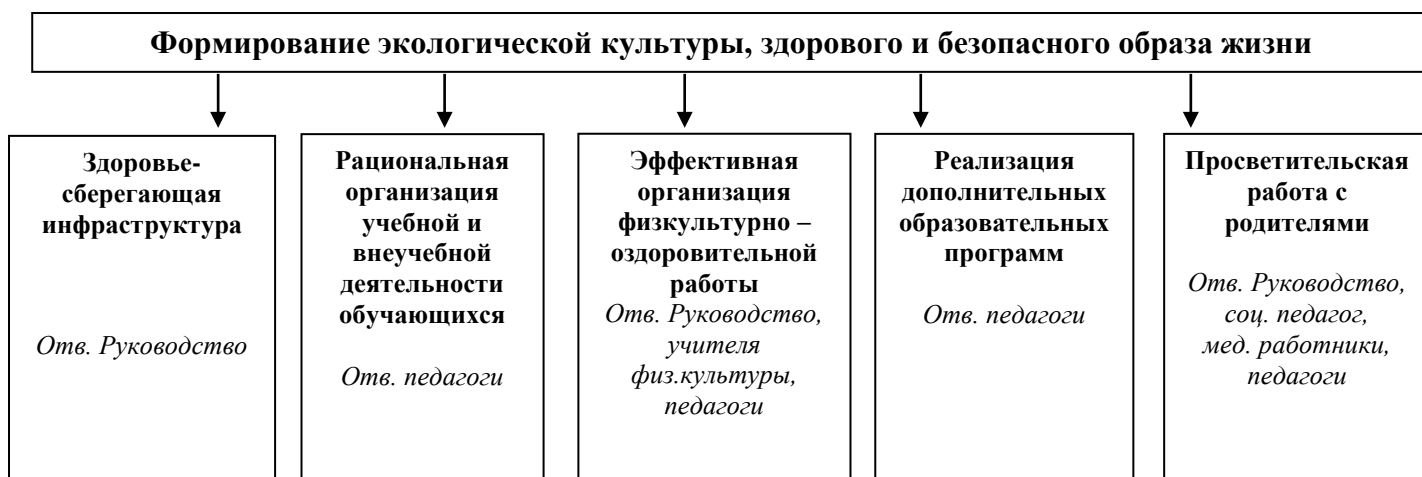 Формирование экологической культуры, здорового и безопасного образа жизни
Здоровье-
сберегающая
инфраструктура
Отв. Руководство
Рациональная
организация
учебной и
внеучебной
деятельности
обучающихся
Отв. педагоги
Эффективная
организация
физкультурно –
оздоровительной
работы
Отв. Руководство,
учителя
физ.культуры,
педагоги
Реализация
дополнительных
образовательных
программ
Отв. педагоги
Просветительская
работа с
родителями
Отв. Руководство,
соц. педагог,
мед. работники,
педагоги